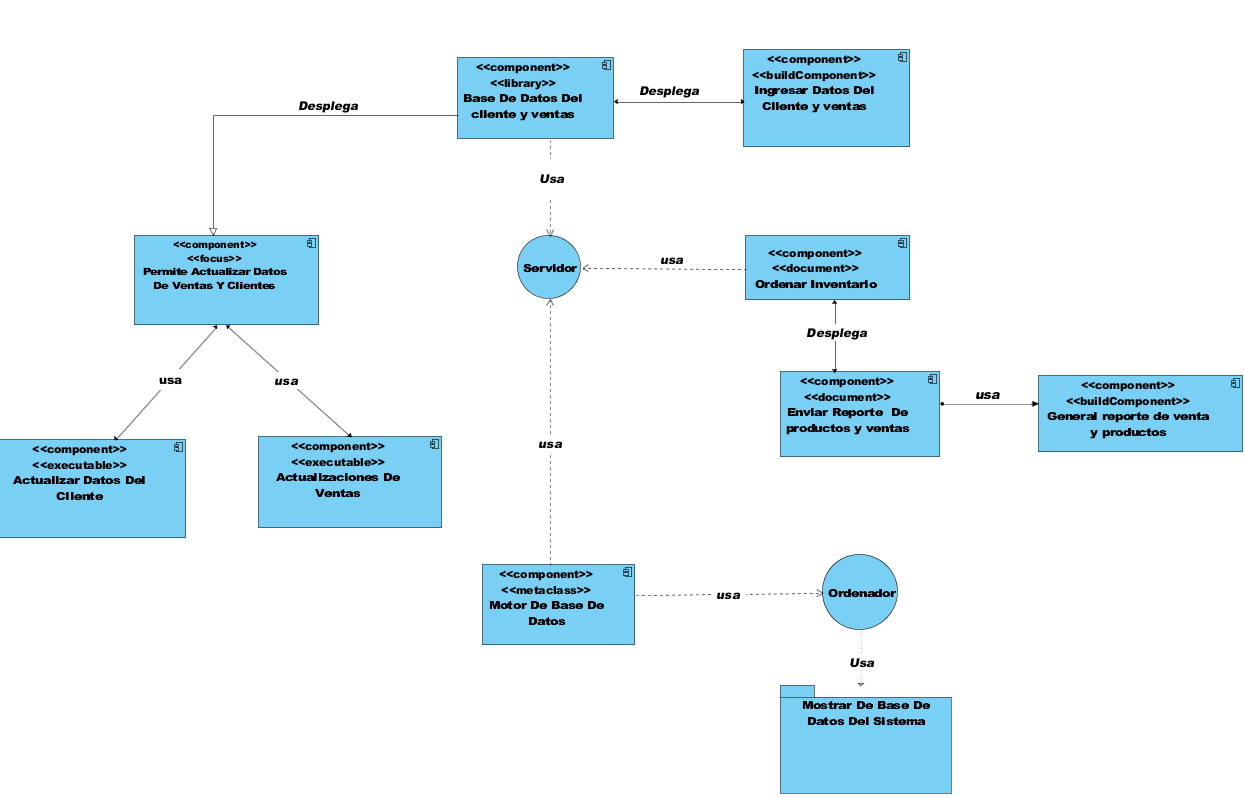 <<component>>
<<library>>
Base De Datos Del
cliente y ventas
Desplega
<<component>>
<<buildComponent>>
Ingresar Datos Del
Cliente y ventas
Desplega
Usa
<<component>>
<<focus>>
Permite Actualizar Datos
De Ventas Y Clientes
Servidor
usa
<<component>>
<<document>>
Ordenar Inventario
Desplega
usa
usa
<<component>>
<<document>>
Enviar Reporte De
productos y ventas
usa
<<component>>
<<buildComponent>>
General reporte de venta
y productos
<<component>>
<<executable>>
Actualizar Datos Del
Cliente
<<component>>
<<executable>>
Actualizaciones De
Ventas
usa
<<component>>
<<metaclass>>
Motor De Base De
Datos
usa
Ordenador
Usa
Mostrar De Base De
Datos Del Sistema